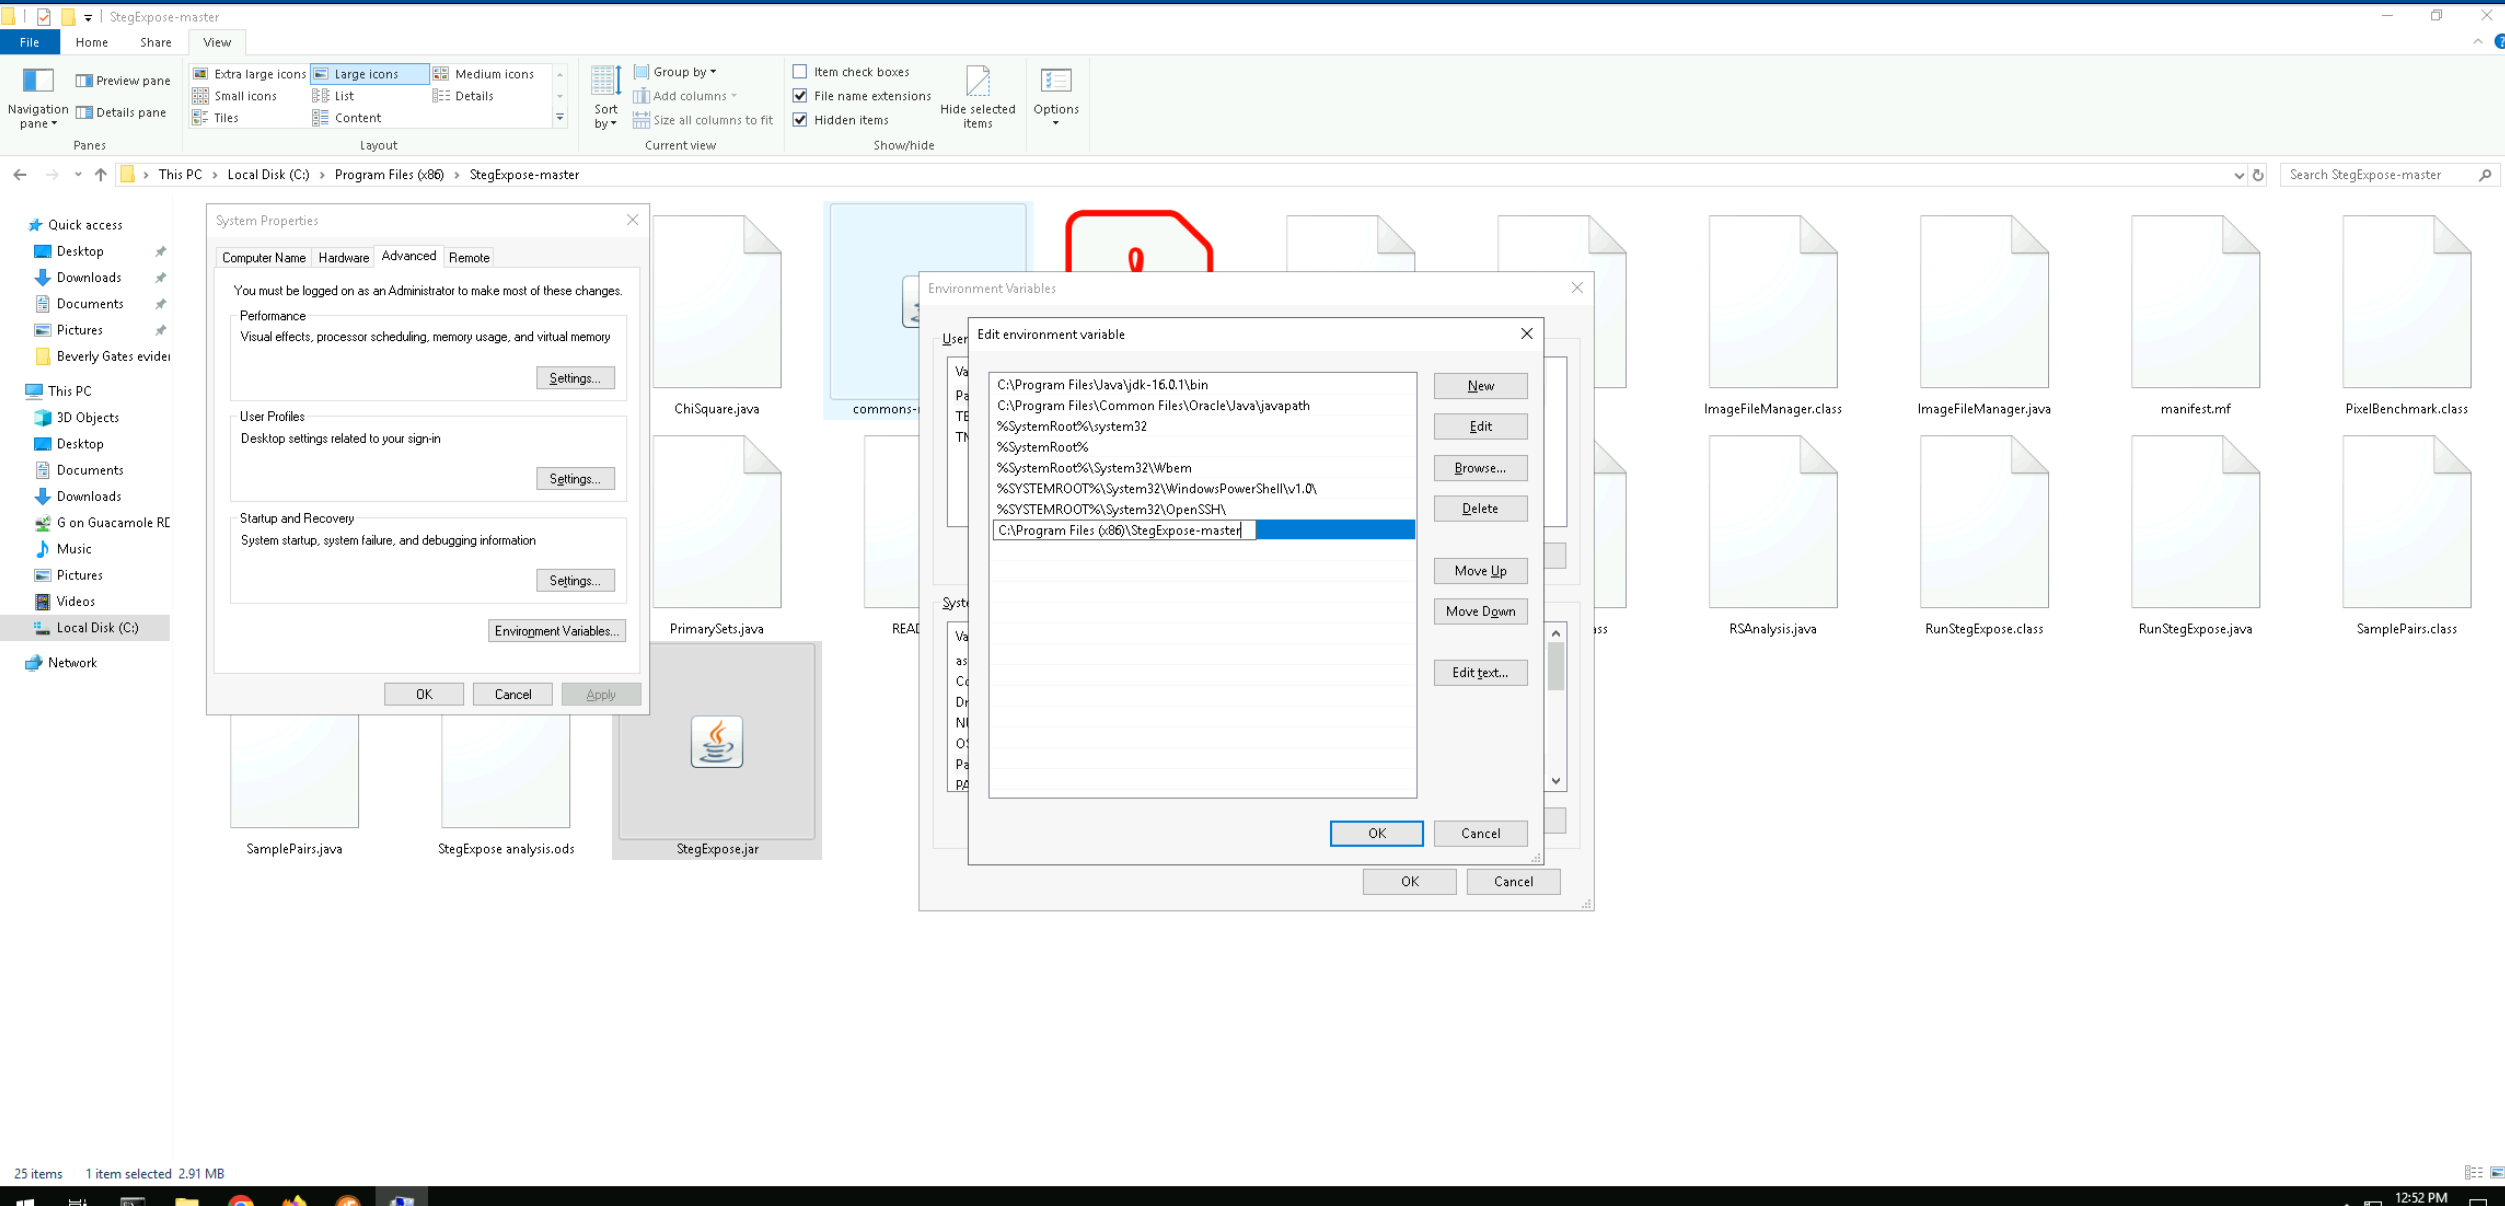 StegExpose-master
File Home Share View
Navigation pane
Preview pane
Details pane
Panes
Extra large icons Large icons Medium icons
Small icons List Details
Tiles Content
Layout
Sort by
Group by
Add columns
Size all columns to fit
Current view
Item check boxes
File name extensions
Hidden items
Hide selected items
Show/hide
Options
This PC > Local Disk (C:) > Program Files (x86) > StegExpose-master
Search StegExpose-master
Quick access
Desktop
Downloads
Documents
Pictures
Beverly Gates evider
This PC
3D Objects
Desktop
Documents
Downloads
G on Guacamole RD
Music
Pictures
Videos
Local Disk (C:)
Network
System Properties
Computer Name Hardware Advanced Remote
You must be logged on as an Administrator to make most of these changes.
Performance
Visual effects, processor scheduling, memory usage, and virtual memory
Settings...
User Profiles
Desktop settings related to your sign-in
Settings...
Startup and Recovery
System startup, system failure, and debugging information
Settings...
Environment Variables...
OK Cancel Apply
ChiSquare.java
commons-
ImageFileManager.class
ImageFileManager.java
manifest.mf
PixelBenchmark.class
PrimarySets.java
READ
ass
RSAnalysis.java
RunStegExpose.class
RunStegExpose.java
SamplePairs.class
SamplePairs.java
StegExpose analysis.ods
StegExpose.jar
Environment Variables
User
Va
Pa
TE
TM
Syste
Va
as
Co
Dr
OS
Pa
PA
OK Cancel
Edit environment variable
C:\Program Files\Java\jdk-16.0.1\bin
C:\Program Files\Common Files\Oracle\Java\javapath
%SystemRoot%\system32
%SystemRoot%
%SystemRoot%\System32\Wbem
%SYSTEMROOT%\System32\WindowsPowerShell\v1.0\
%SYSTEMROOT%\System32\OpenSSH\
C:\Program Files (x86)\StegExpose-master
New
Edit
Browse...
Delete
Move Up
Move Down
Edit text...
OK Cancel
25 items 1 item selected 2.91 MB
12:52 PM